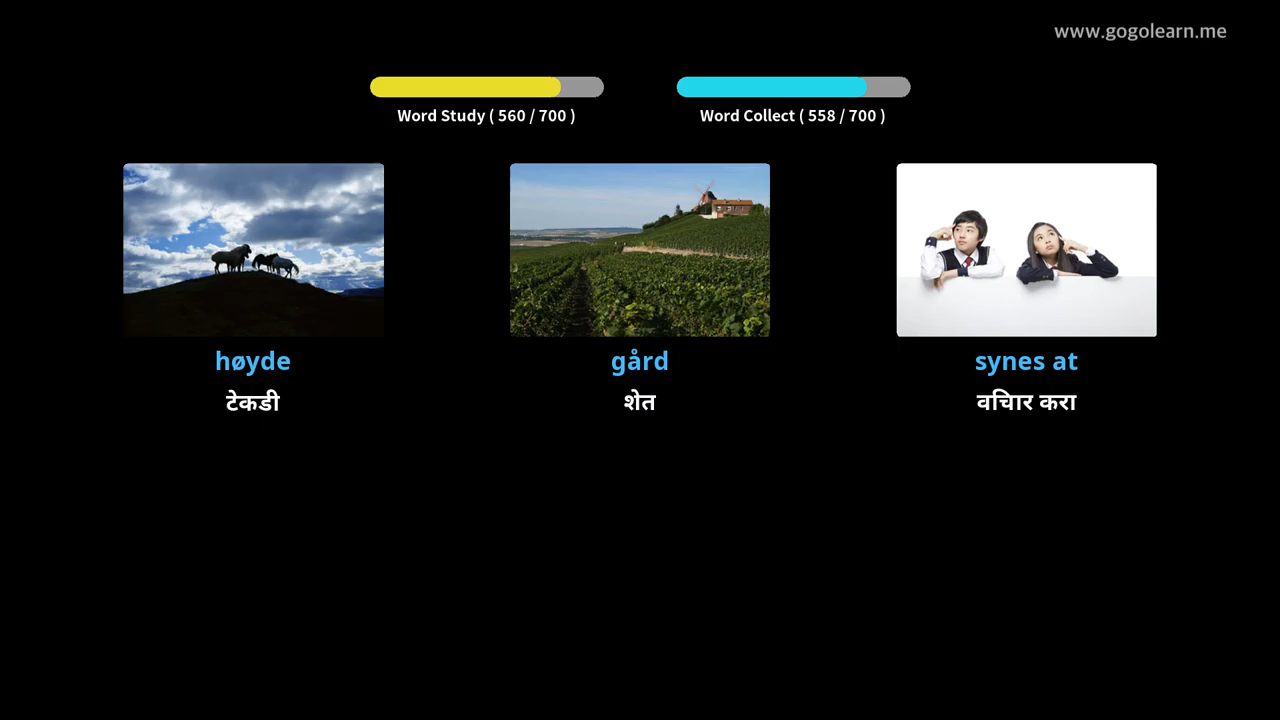 www.gogolearn.me
Word Study ( 560 / 700 )
Word Collect ( 558 / 700 )
høyde
gård
synes at
टेकडी
शेत
विचार करा